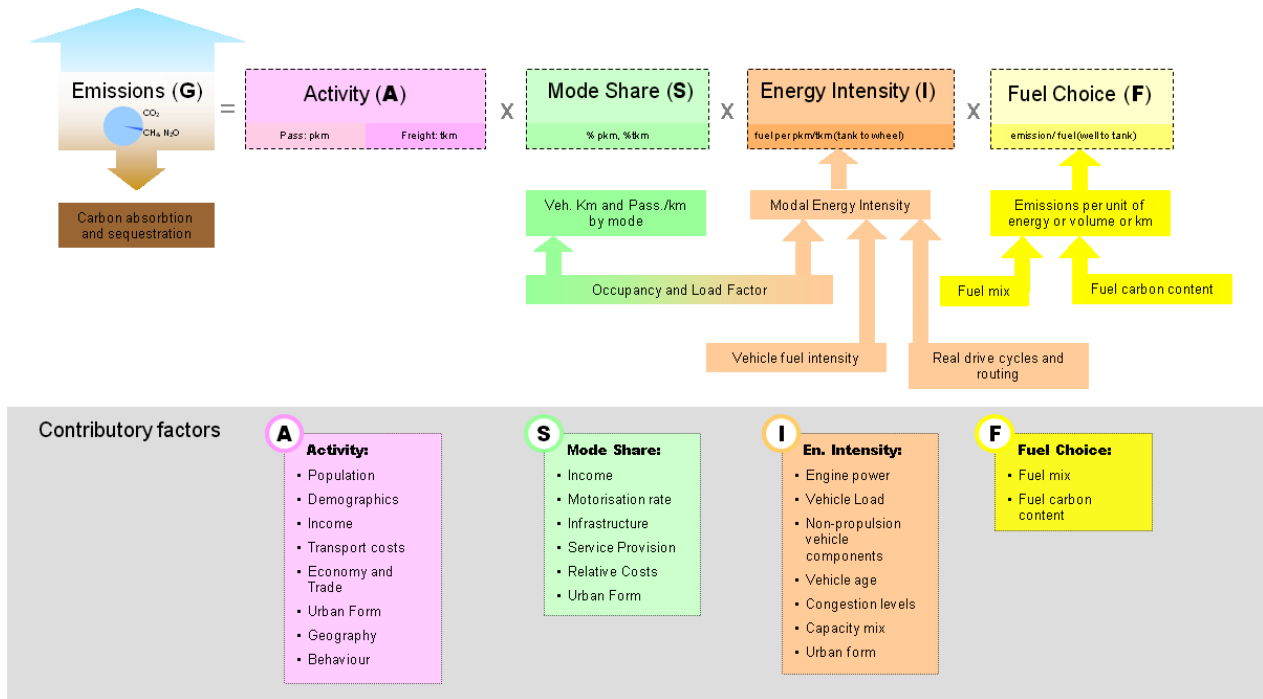 Emissions (G)
CO2
CH4, N2O
=
Activity (A)
Pass: pkm
Freight: tkm
X
Mode Share (S)
% pkm, %tkm
X
Energy Intensity (I)
fuel per pkm/tkm(tank to wheel)
X
Fuel Choice (F)
emission/ fuel(well to tank)
Carbon absorbtion
and sequestration
Veh. Km and Pass./km
by mode
Modal Energy Intensity
Emissions per unit of
energy or volume or km
Occupancy and Load Factor
Fuel mix
Fuel carbon content
Vehicle fuel intensity
Real drive cycles and
routing
Contributory factors
A
Activity:
▪ Population
▪ Demographics
▪ Income
▪ Transport costs
▪ Economy and
Trade
▪ Urban Form
▪ Geography
▪ Behaviour
S
Mode Share:
▪ Income
▪ Motorisation rate
▪ Infrastructure
▪ Service Provision
▪ Relative Costs
▪ Urban Form
I
En. Intensity:
▪ Engine power
▪ Vehicle Load
▪ Non-propulsion
vehicle
components
▪ Vehicle age
▪ Congestion levels
▪ Capacity mix
▪ Urban form
F
Fuel Choice:
▪ Fuel mix
▪ Fuel carbon
content